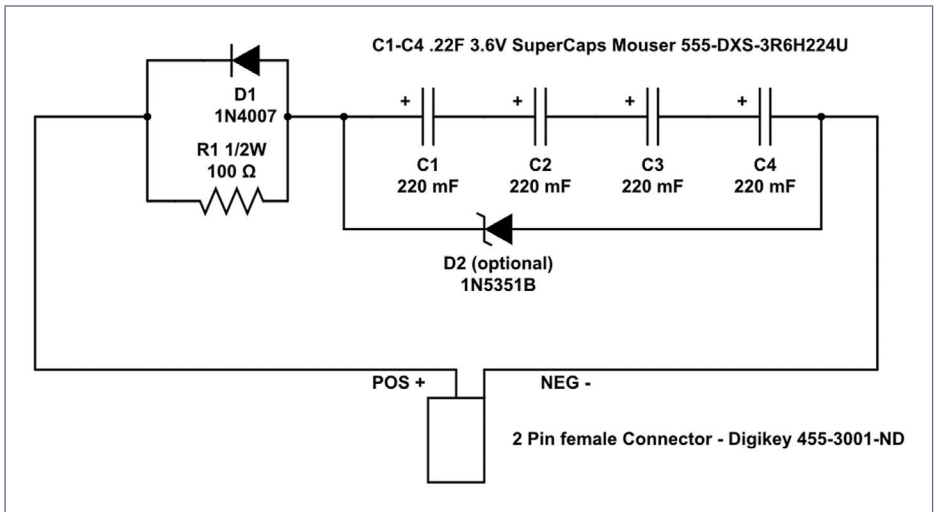 C1-C4 .22F 3.6V SuperCaps Mouser 555-DXS-3R6H224U
D1
1N4007
R1 1/2W
100 Ω
+
+
+
+
C1
220 mF
C2
220 mF
C3
220 mF
C4
220 mF
D2 (optional)
1N5351B
POS +
NEG -
2 Pin female Connector - Digikey 455-3001-ND